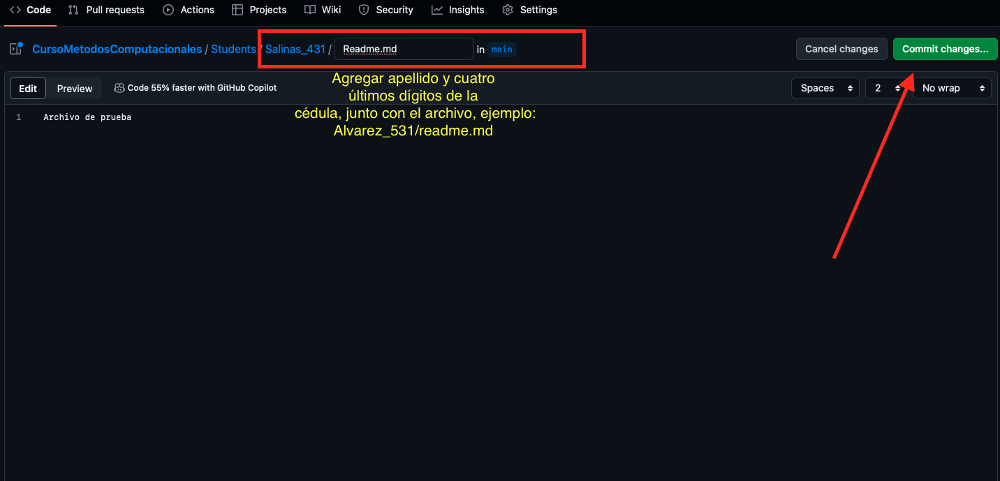 Code Pull requests Actions Projects Wiki Security Insights Settings
CursoMetodosComputacionales / Students / Salinas_431 / Readme.md in main Cancel changes Commit changes...
Edit Preview Code 55% faster with GitHub Copilot Spaces 2 No wrap
Agregar apellido y cuatro
últimos dígitos de la
cédula, junto con el archivo, ejemplo:
Alvarez_531/readme.md
1 Archivo de prueba